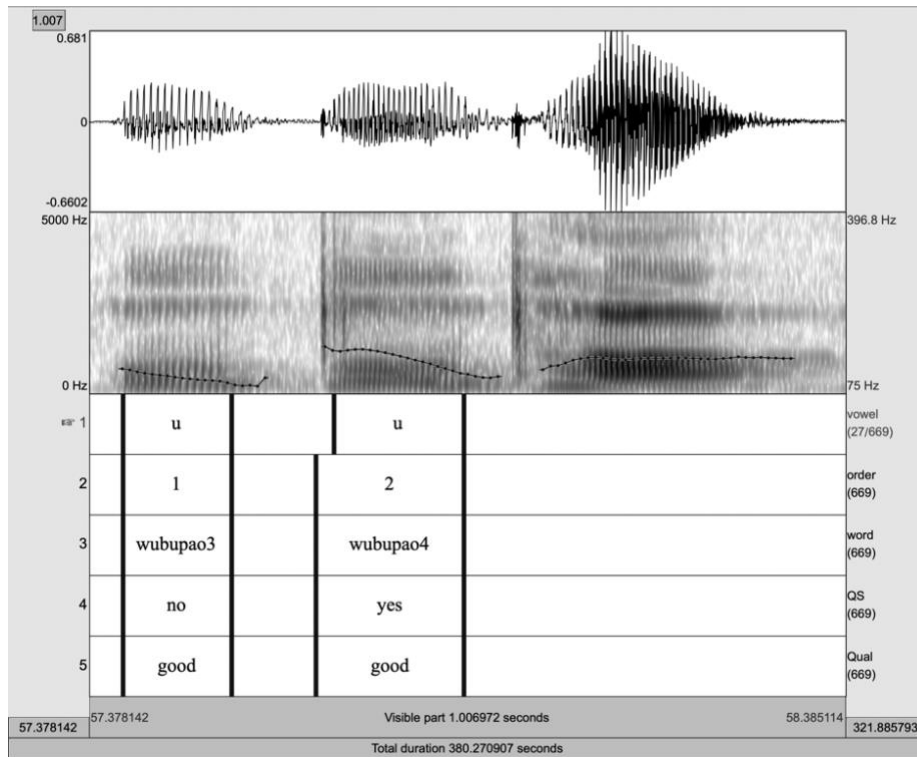 1.007
0.681
0
-0.6602
5000 Hz 396.8 Hz
0 Hz 75 Hz
☞ 1 u u vowel
(27/669)
2 1 2 order
(669)
3 wubupao3 wubupao4 word
(669)
4 no yes QS
(669)
5 good good Qual
(669)
57.378142 Visible part 1.006972 seconds 58.385114
57.378142 321.885793
Total duration 380.270907 seconds